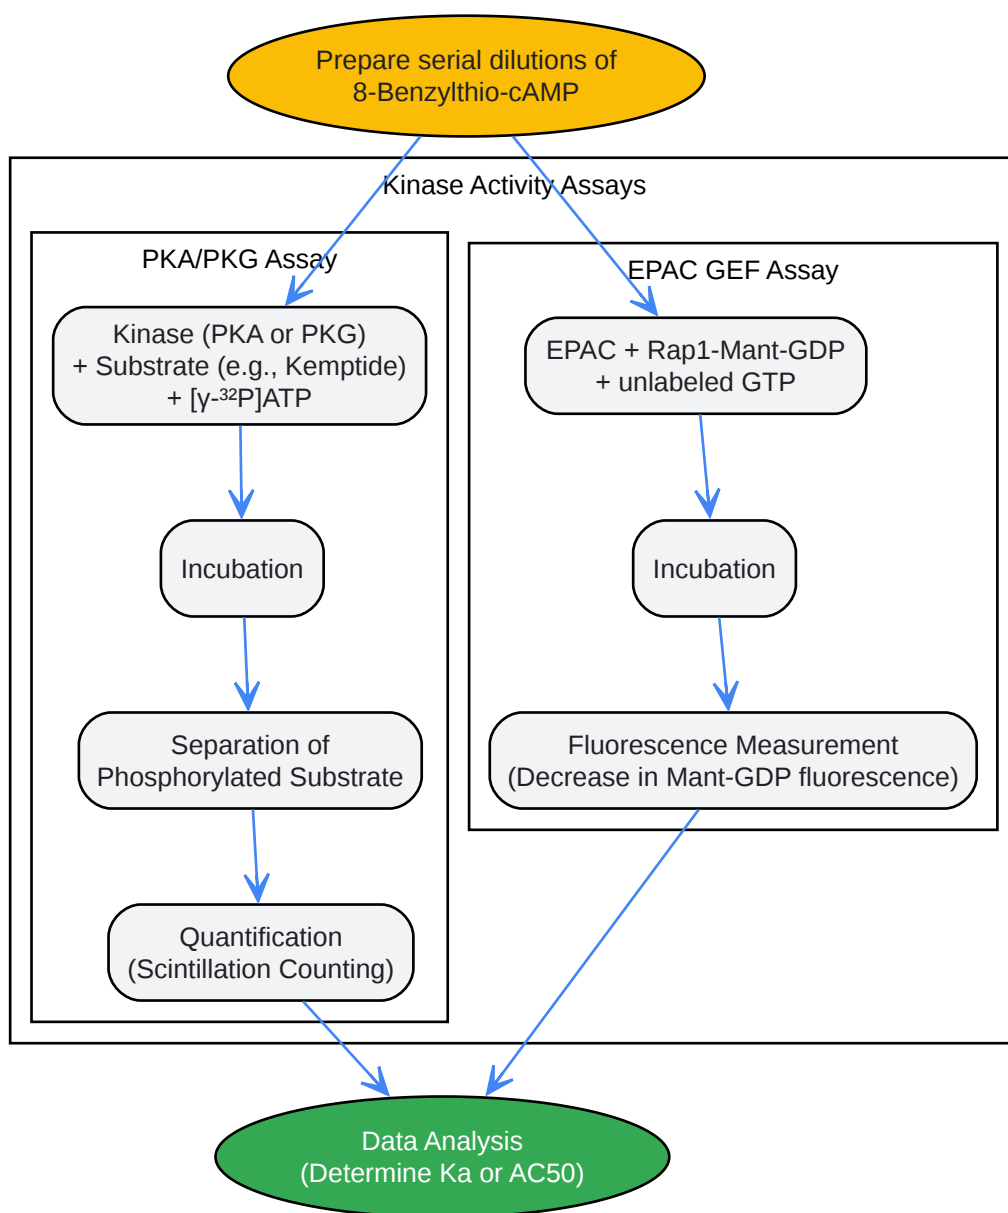 Prepare serial dilutions of
8-Benzylthio-cAMP
Kinase Activity Assays
PKA/PKG Assay
Kinase (PKA or PKG)
+ Substrate (e.g., Kemptide)
+ [γ-³²P]ATP
Incubation
Separation of
Phosphorylated Substrate
Quantification
(Scintillation Counting)
EPAC GEF Assay
EPAC + Rap1-Mant-GDP
+ unlabeled GTP
Incubation
Fluorescence Measurement
(Decrease in Mant-GDP fluorescence)
Data Analysis
(Determine Ka or AC50)